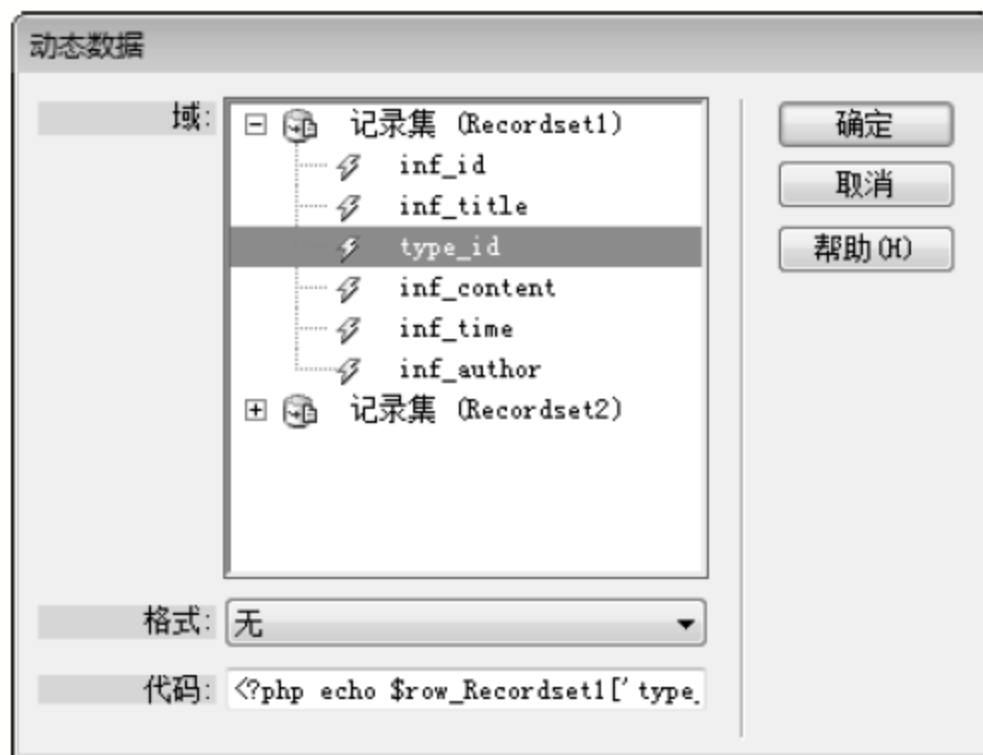 动态数据
域:
记录集 (Recordset1)
inf_id
inf_title
type_id
inf_content
inf_time
inf_author
记录集 (Recordset2)
格式: 无
代码: <?php echo $row_Recordset1['type_
确定
取消
帮助(H)